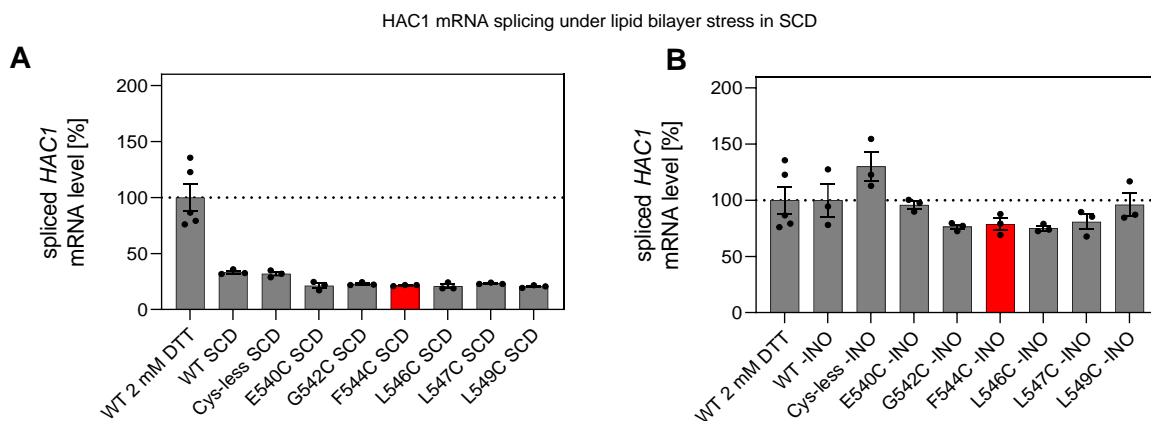 HAC1 mRNA splicing under lipid bilayer stress in SCD
A
spliced HAC1
mRNA level [%]
200
150
100
50
0
WT 2 mM DTT
WT SCD
Cys-less SCD
E540C SCD
G542C SCD
F544C SCD
L546C SCD
L547C SCD
L549C SCD
B
spliced HAC1
mRNA level [%]
200
150
100
50
0
WT 2 mM DTT
WT -INO
Cys-less -INO
E540C -INO
G542C -INO
F544C -INO
L546C -INO
L547C -INO
L549C -INO